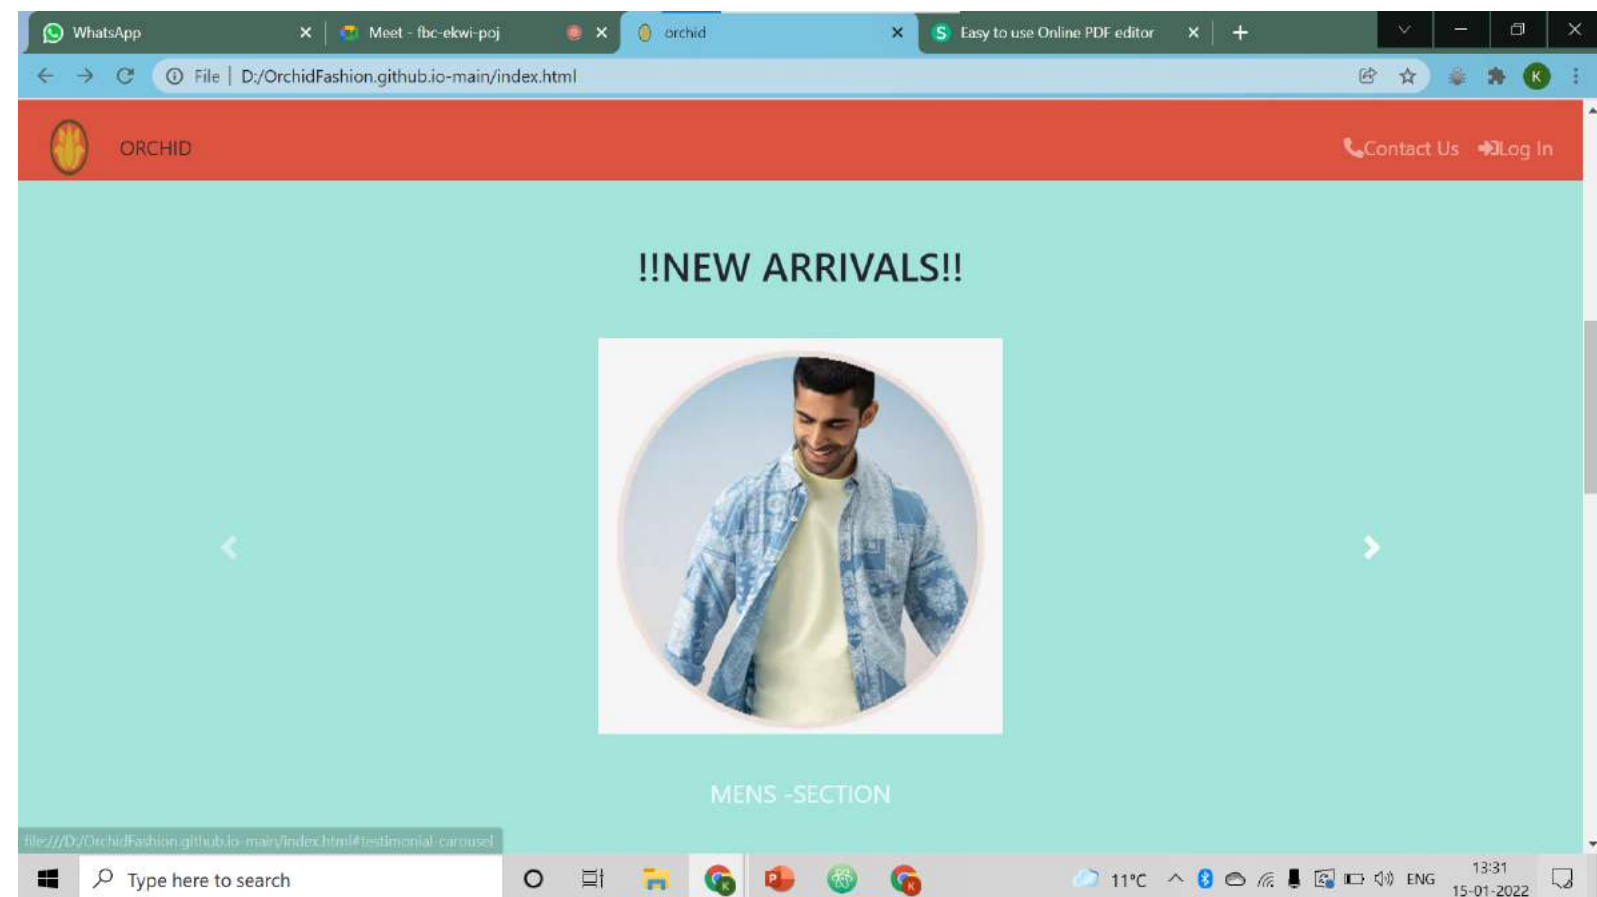 WhatsApp
Meet - fbc-ekwi-poj
orchid
S Easy to use Online PDF editor
File | D:/OrchidFashion.github.io-main/index.html
K
ORCHID
Contact Us
Log In
!!NEW ARRIVALS!!
MENS -SECTION
file:///D:/OrchidFashion.github.io-main/index.html#testimonial-carousel
Type here to search
11°C
ENG
13:31
15-01-2022